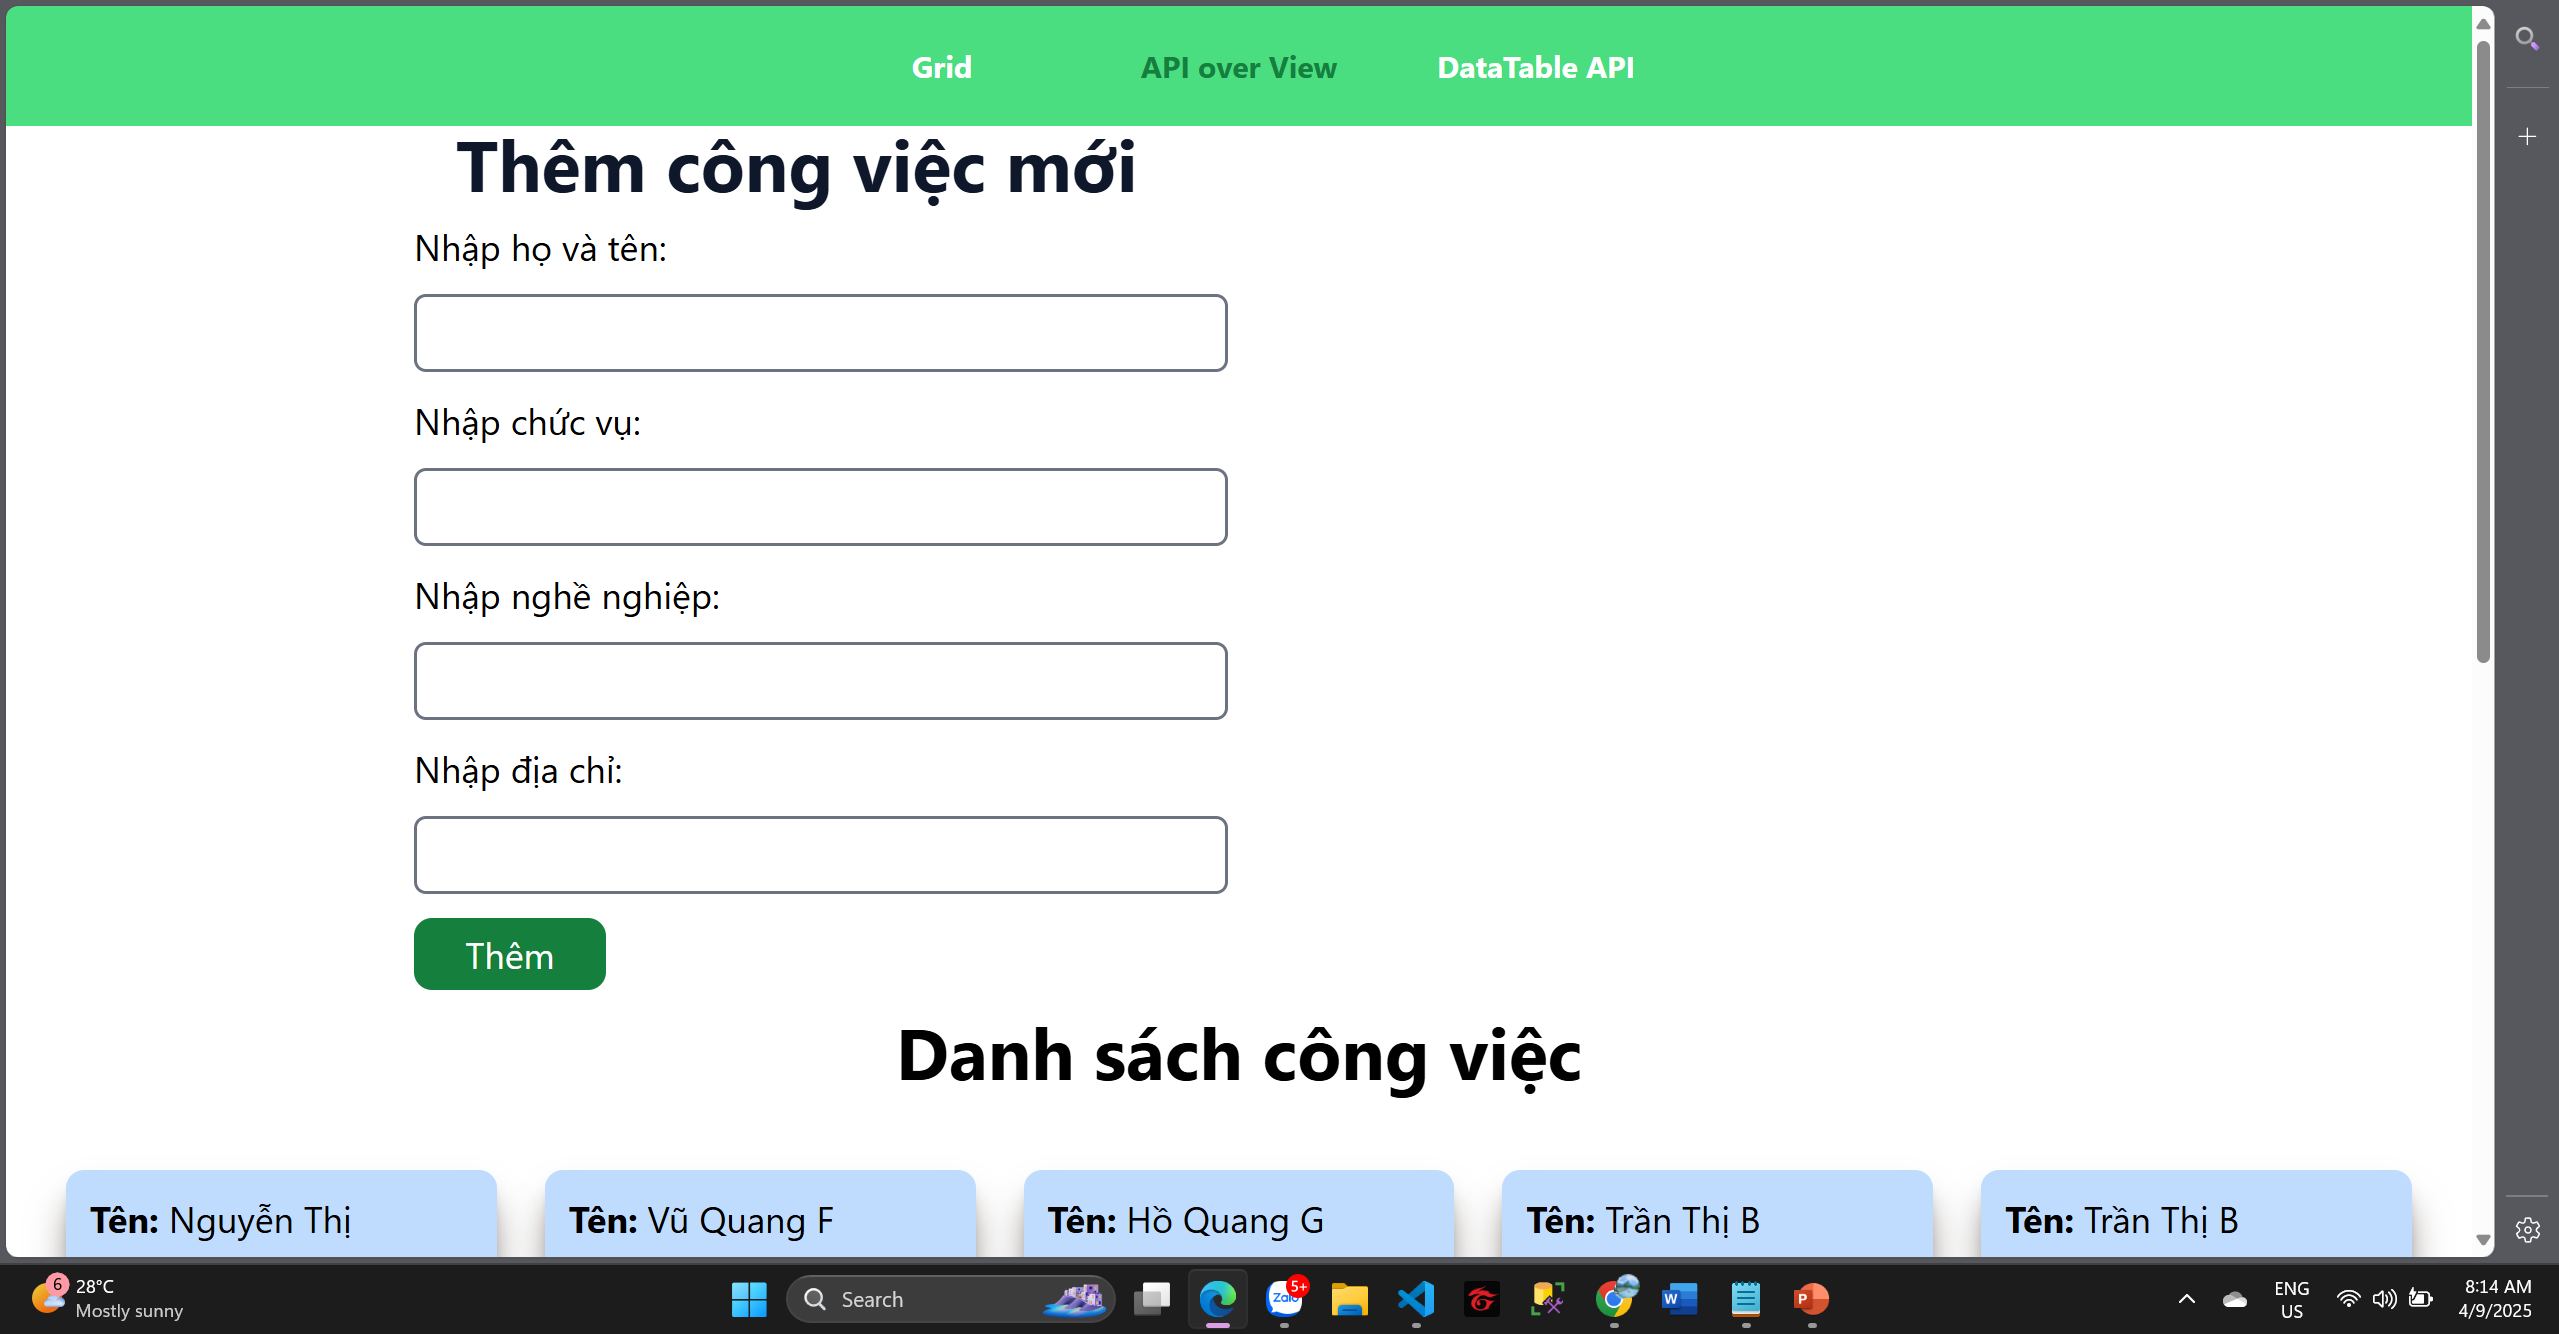 Grid API over View DataTable API
Thêm công việc mới
Nhập họ và tên:
Nhập chức vụ:
Nhập nghề nghiệp:
Nhập địa chỉ:
Thêm
Danh sách công việc
Tên: Nguyễn Thị
Tên: Vũ Quang F
Tên: Hồ Quang G
Tên: Trần Thị B
Tên: Trần Thị B
6
28°C
Mostly sunny
Search
Zalo
5+
W
P
ENG
US
8:14 AM
4/9/2025